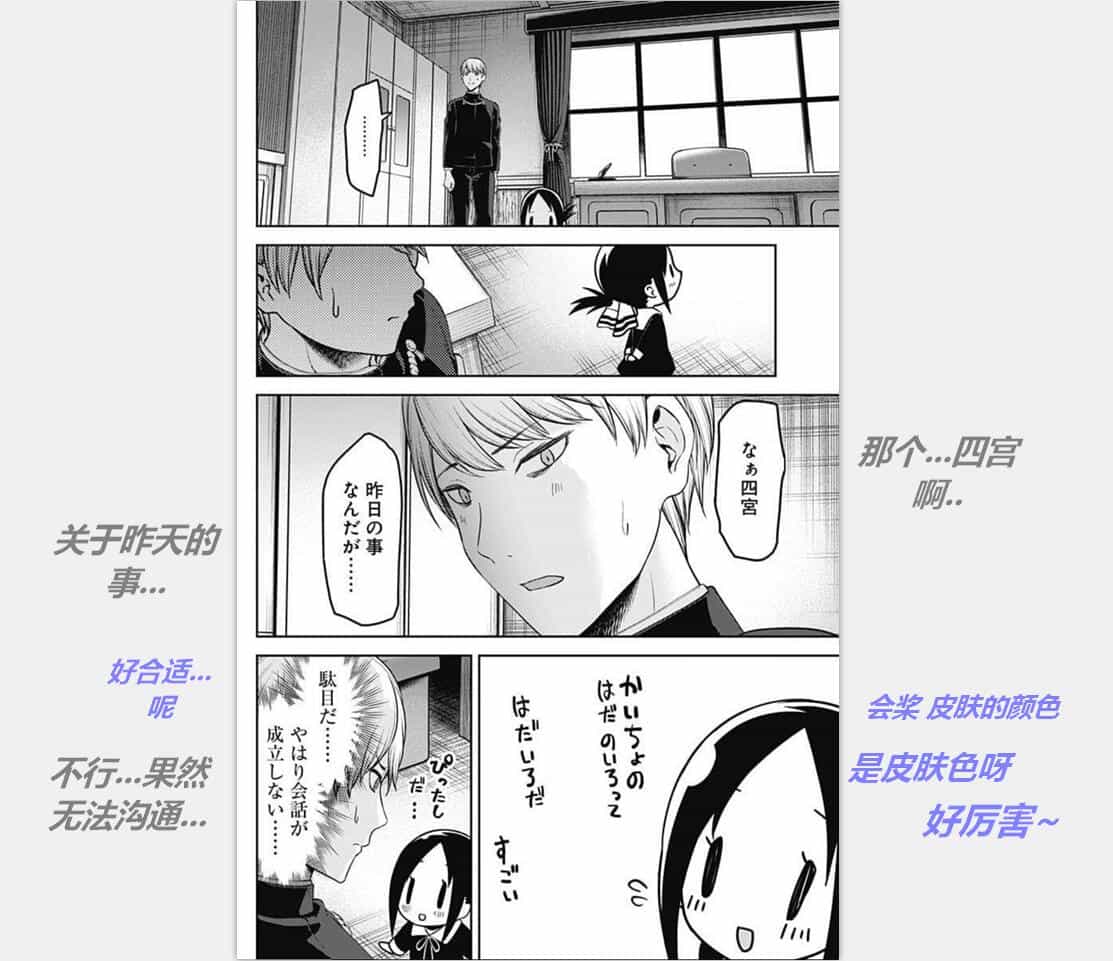 ………
なぁ四宮
昨日の事
なんだが……
かいちょの
はだ のいろって
はだいろだ
すごい
ぴったし
だ…
駄目だ……
やはり会話が
成立しない……
那个...四宫
啊..
关于昨天的
事...
会桨 皮肤的颜色
是皮肤色呀
好厉害~
好合适...
呢
不行...果然
无法沟通...